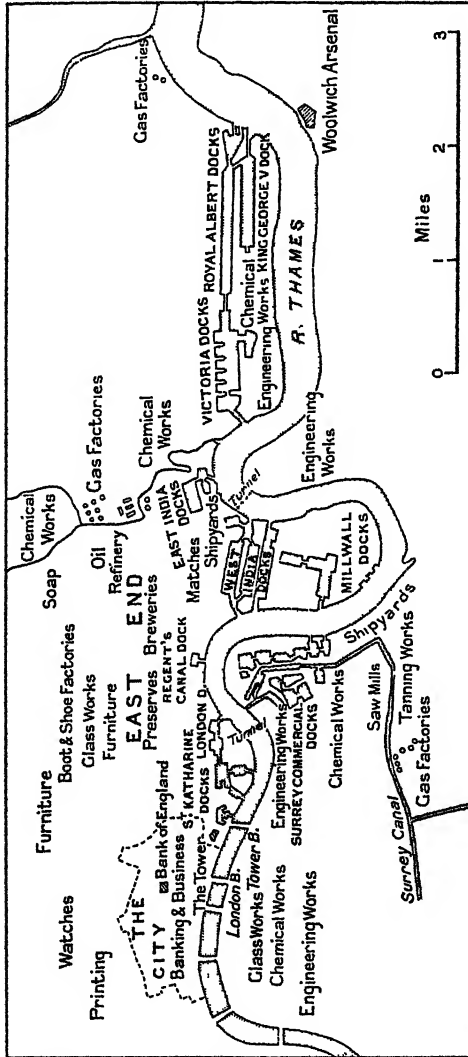 Furniture
Watches
Boot & Shoe Factories
Printing
Glass Works
Furniture
Soap
Chemical
Works
Gas Factories
Oil
Refinery
Chemical
Works
Gas Factories
THE
CITY
Banking & Business
Bank of England
EAST END
Preserves
Breweries
Matches
REGENT'S
CANAL DOCK
ST KATHARINE
DOCKS
LONDON D.
The Tower
London B.
Tower B.
Tunnel
EAST INDIA
DOCKS
Shipyards
Tunnel
WEST
INDIA
DOCKS
MILLWALL
DOCKS
VICTORIA DOCKS
ROYAL ALBERT DOCKS
Chemical
Engineering Works
KING GEORGE V DOCK
R. THAMES
Woolwich Arsenal
Engineering
Works
Glass Works
Chemical Works
Engineering Works
Engineering Works
SURREY COMMERCIAL
DOCKS
Chemical Works
Shipyards
Saw Mills
Tanning Works
Gas Factories
Surrey Canal
0 1 2 3
Miles